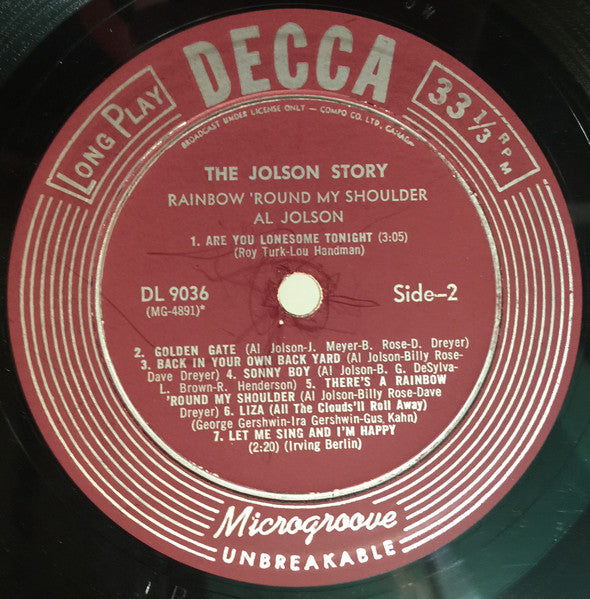 DECCA
LONG PLAY
33 1/3 RPM
BROADCAST UNDER LICENSE ONLY — COMPO CO. LTD., CANADA
THE JOLSON STORY
RAINBOW 'ROUND MY SHOULDER
AL JOLSON
1. ARE YOU LONESOME TONIGHT (3:05)
(Roy Turk-Lou Handman)
DL 9036
(MG-4891)*
Side-2
2. GOLDEN GATE (Al Jolson-J. Meyer-B. Rose-D. Dreyer)
3. BACK IN YOUR OWN BACK YARD (Al Jolson-Billy Rose-
Dave Dreyer) 4. SONNY BOY (Al Jolson-B. G. DeSylva-
L. Brown-R. Henderson) 5. THERE'S A RAINBOW
'ROUND MY SHOULDER (Al Jolson-Billy Rose-Dave
Dreyer) 6. LIZA (All The Clouds'll Roll Away)
(George Gershwin-Ira Gershwin-Gus Kahn)
7. LET ME SING AND I'M HAPPY
(2:20) (Irving Berlin)
Microgroove
UNBREAKABLE